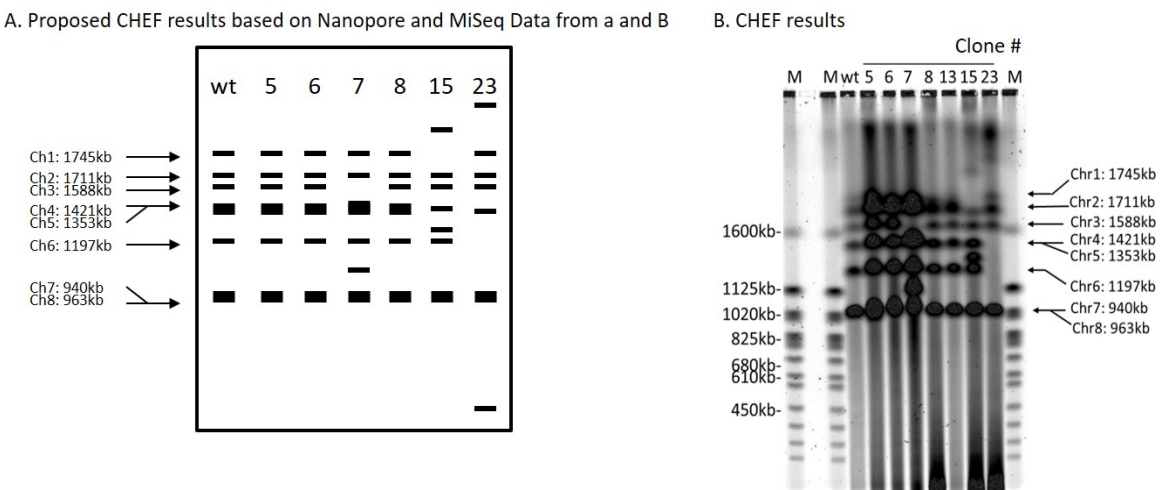 A. Proposed CHEF results based on Nanopore and MiSeq Data from a and B
wt 5 6 7 8 15 23
Ch1: 1745kb
Ch2: 1711kb
Ch3: 1588kb
Ch4: 1421kb
Ch5: 1353kb
Ch6: 1197kb
Ch7: 940kb
Ch8: 963kb
B. CHEF results
Clone #
M M wt 5 6 7 8 13 15 23 M
1600kb-
1125kb-
1020kb-
825kb-
680kb-
610kb-
450kb-
Chr1: 1745kb
Chr2: 1711kb
Chr3: 1588kb
Chr4: 1421kb
Chr5: 1353kb
Chr6: 1197kb
Chr7: 940kb
Chr8: 963kb